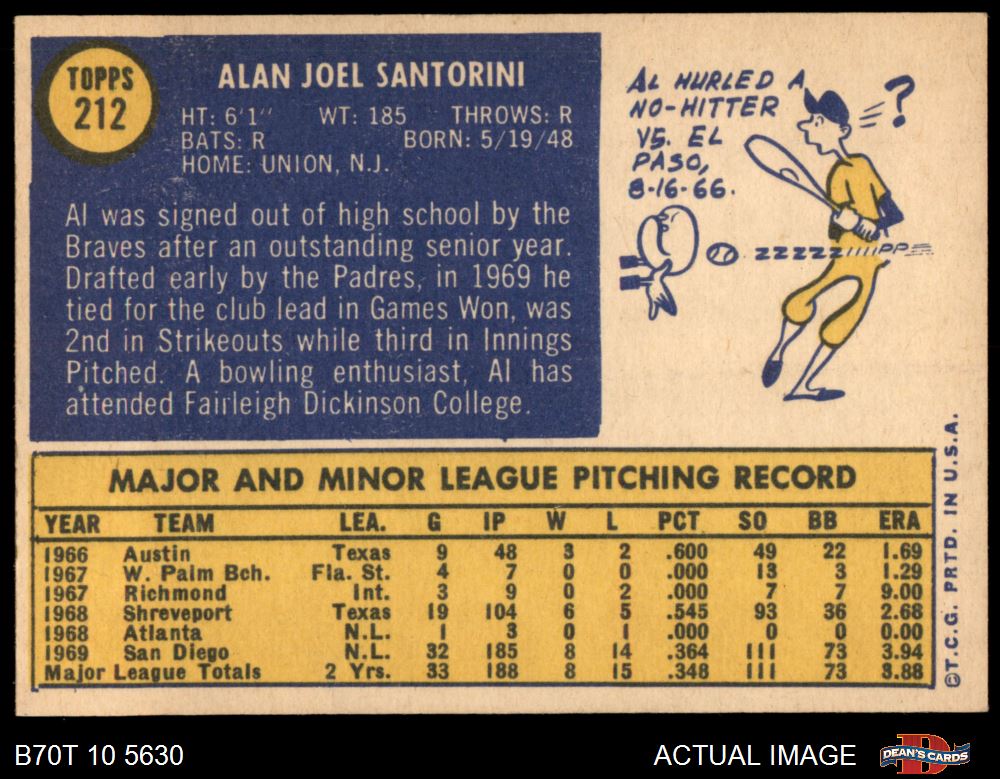 TOPPS
212
ALAN JOEL SANTORINI
HT: 6'1" WT: 185 THROWS: R
BATS: R BORN: 5/19/48
HOME: UNION, N.J.
Al was signed out of high school by the
Braves after an outstanding senior year.
Drafted early by the Padres, in 1969 he
tied for the club lead in Games Won, was
2nd in Strikeouts while third in Innings
Pitched. A bowling enthusiast, Al has
attended Fairleigh Dickinson College.
AL HURLED A
NO-HITTER
VS. EL
PASO,
8-16-66.
?
ZZZZZ////PPF
MAJOR AND MINOR LEAGUE PITCHING RECORD
YEAR TEAM LEA. G IP W L PCT SO BB ERA
1966 Austin Texas 9 48 3 2 .600 49 22 1.69
1967 W. Palm Bch. Fla. St. 4 7 0 0 .000 13 3 1.29
1967 Richmond Int. 3 9 0 2 .000 7 7 9.00
1968 Shreveport Texas 19 104 6 5 .545 93 36 2.68
1968 Atlanta N.L. 1 3 0 1 .000 0 0 0.00
1969 San Diego N.L. 32 185 8 14 .364 111 73 3.94
Major League Totals 2 Yrs. 33 188 8 15 .348 111 73 3.88
©T.C.G. PRTD. IN U.S.A.
B70T 10 5630
ACTUAL IMAGE
DEAN'S CARDS